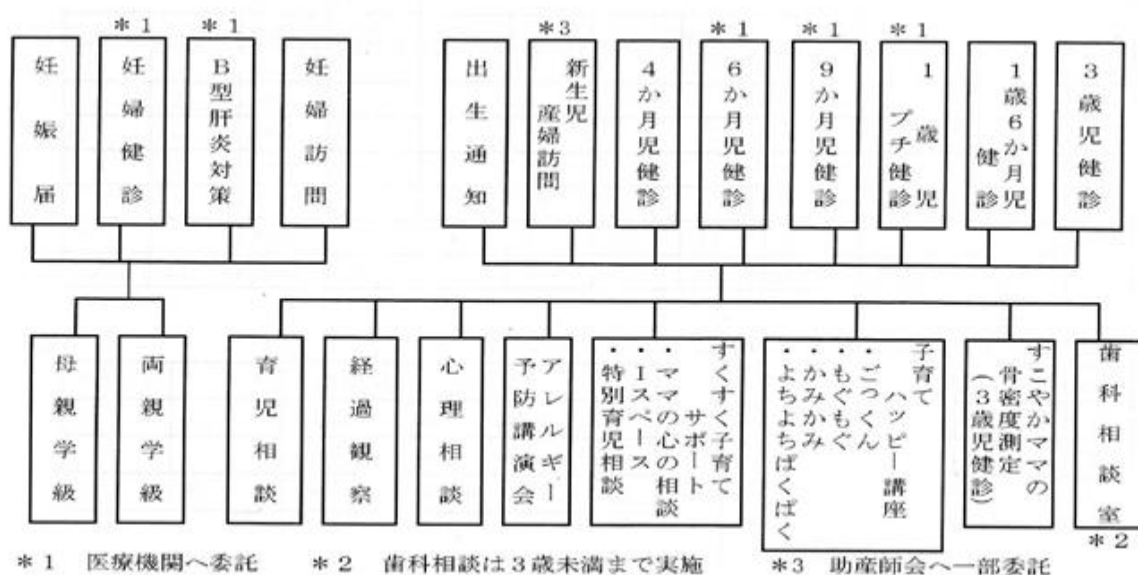 妊娠届
＊1
妊婦健診
＊1
B型肝炎対策
妊婦訪問
出生通知
＊3
新生児
産婦訪問
4か月児健診
＊1
6か月児健診
＊1
9か月児健診
＊1
1歳児
プチ健診
1歳6か月児
健診
3歳児健診
母親学級
両親学級
育児相談
経過観察
心理相談
アレルギー
予防講演会
すくすく子育て
サポート
・ママの心の相談
・Iスペース
・特別育児相談
子育て
ハッピー講座
・ごっくん
・もぐもぐ
・かみかみ
・よちよちぱくぱく
すこやかママの
骨密度測定
(3歳児健診)
歯科相談室
＊2
＊1 医療機関へ委託 ＊2 歯科相談は3歳未満まで実施 ＊3 助産師会へ一部委託